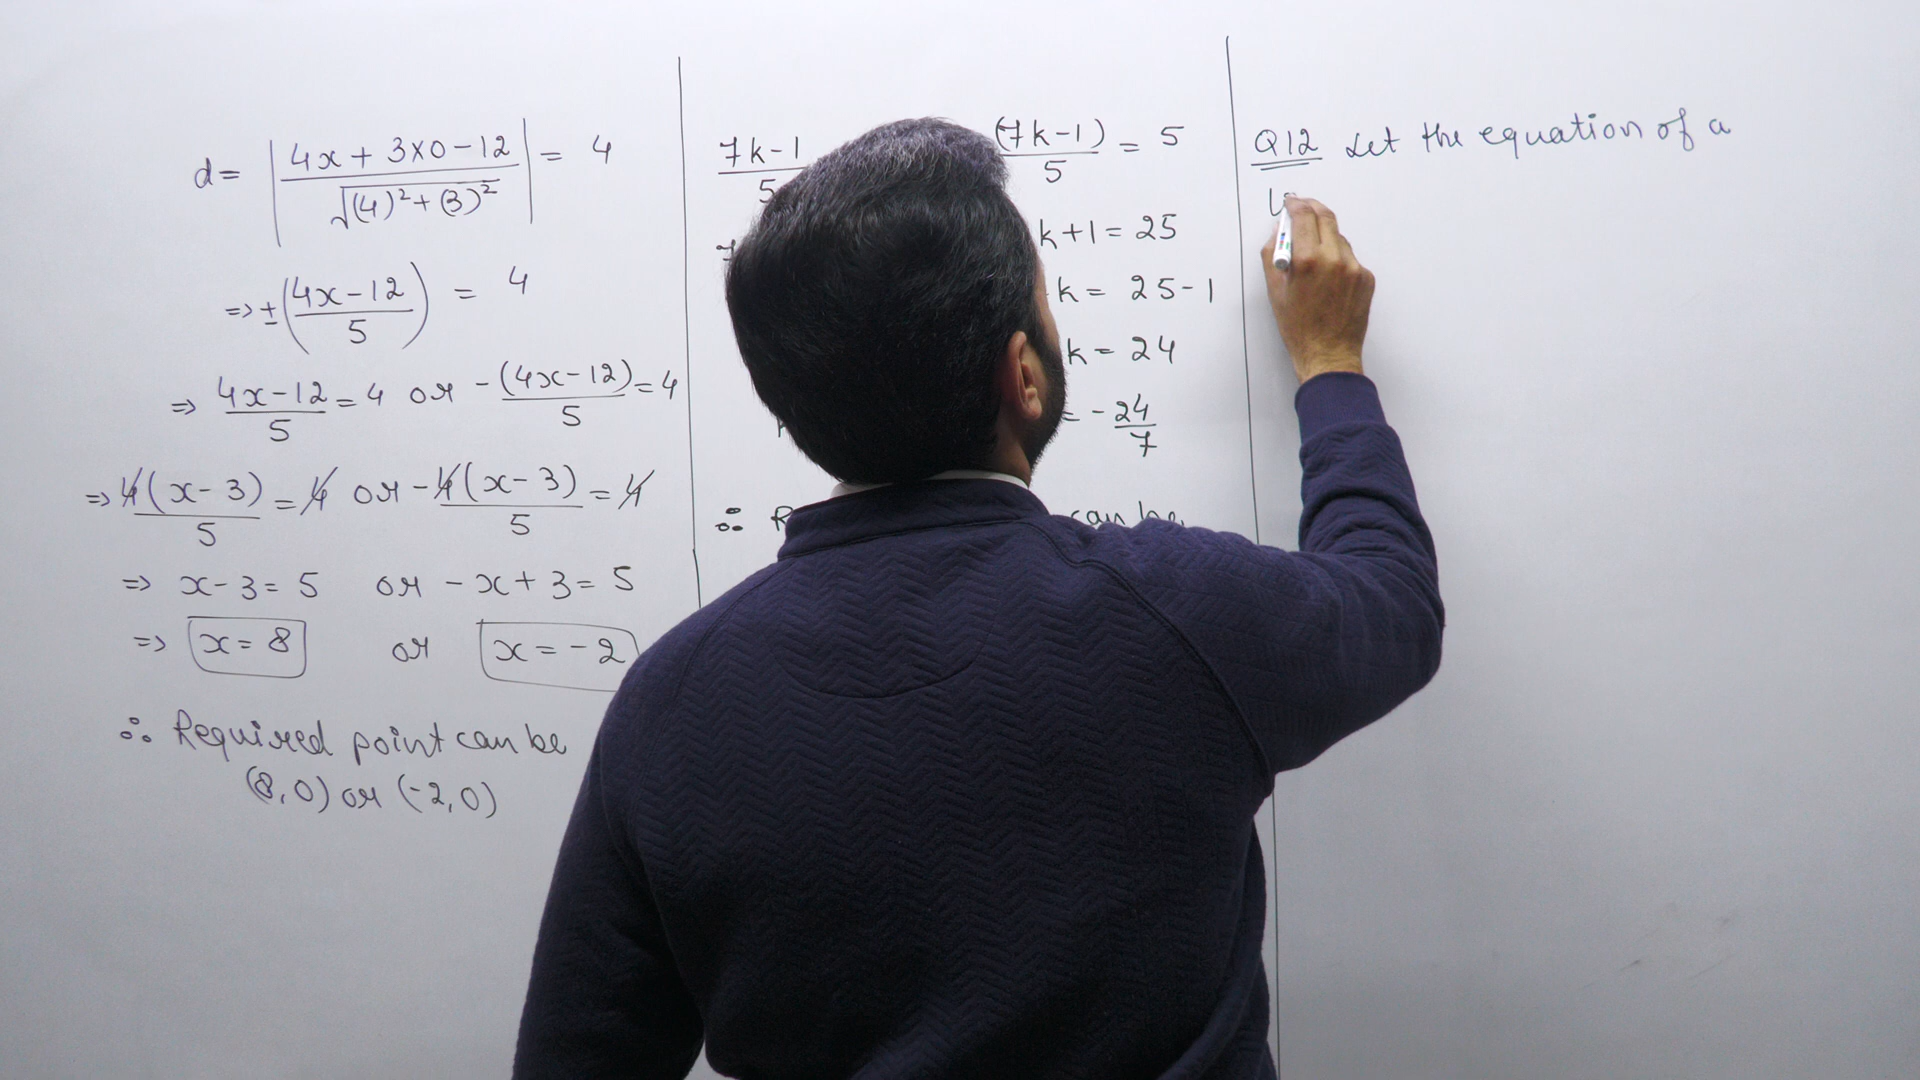 d = |4x + 3×0 - 12 / √(4)² + (3)²| = 4
=> ± (4x - 12 / 5) = 4
=> 4x - 12 / 5 = 4 or - (4x - 12) / 5 = 4
=> 4(x - 3) / 5 = 4 or - 4(x - 3) / 5 = 4
=> x - 3 = 5 or - x + 3 = 5
=> x = 8 or x = - 2
∴ Required point can be
(8, 0) or (-2, 0)
7k - 1 / 5
(7k - 1) / 5 = 5
k + 1 = 25
k = 25 - 1
k = 24
= - 24 / 7
∴ can be
Q12 Let the equation of a